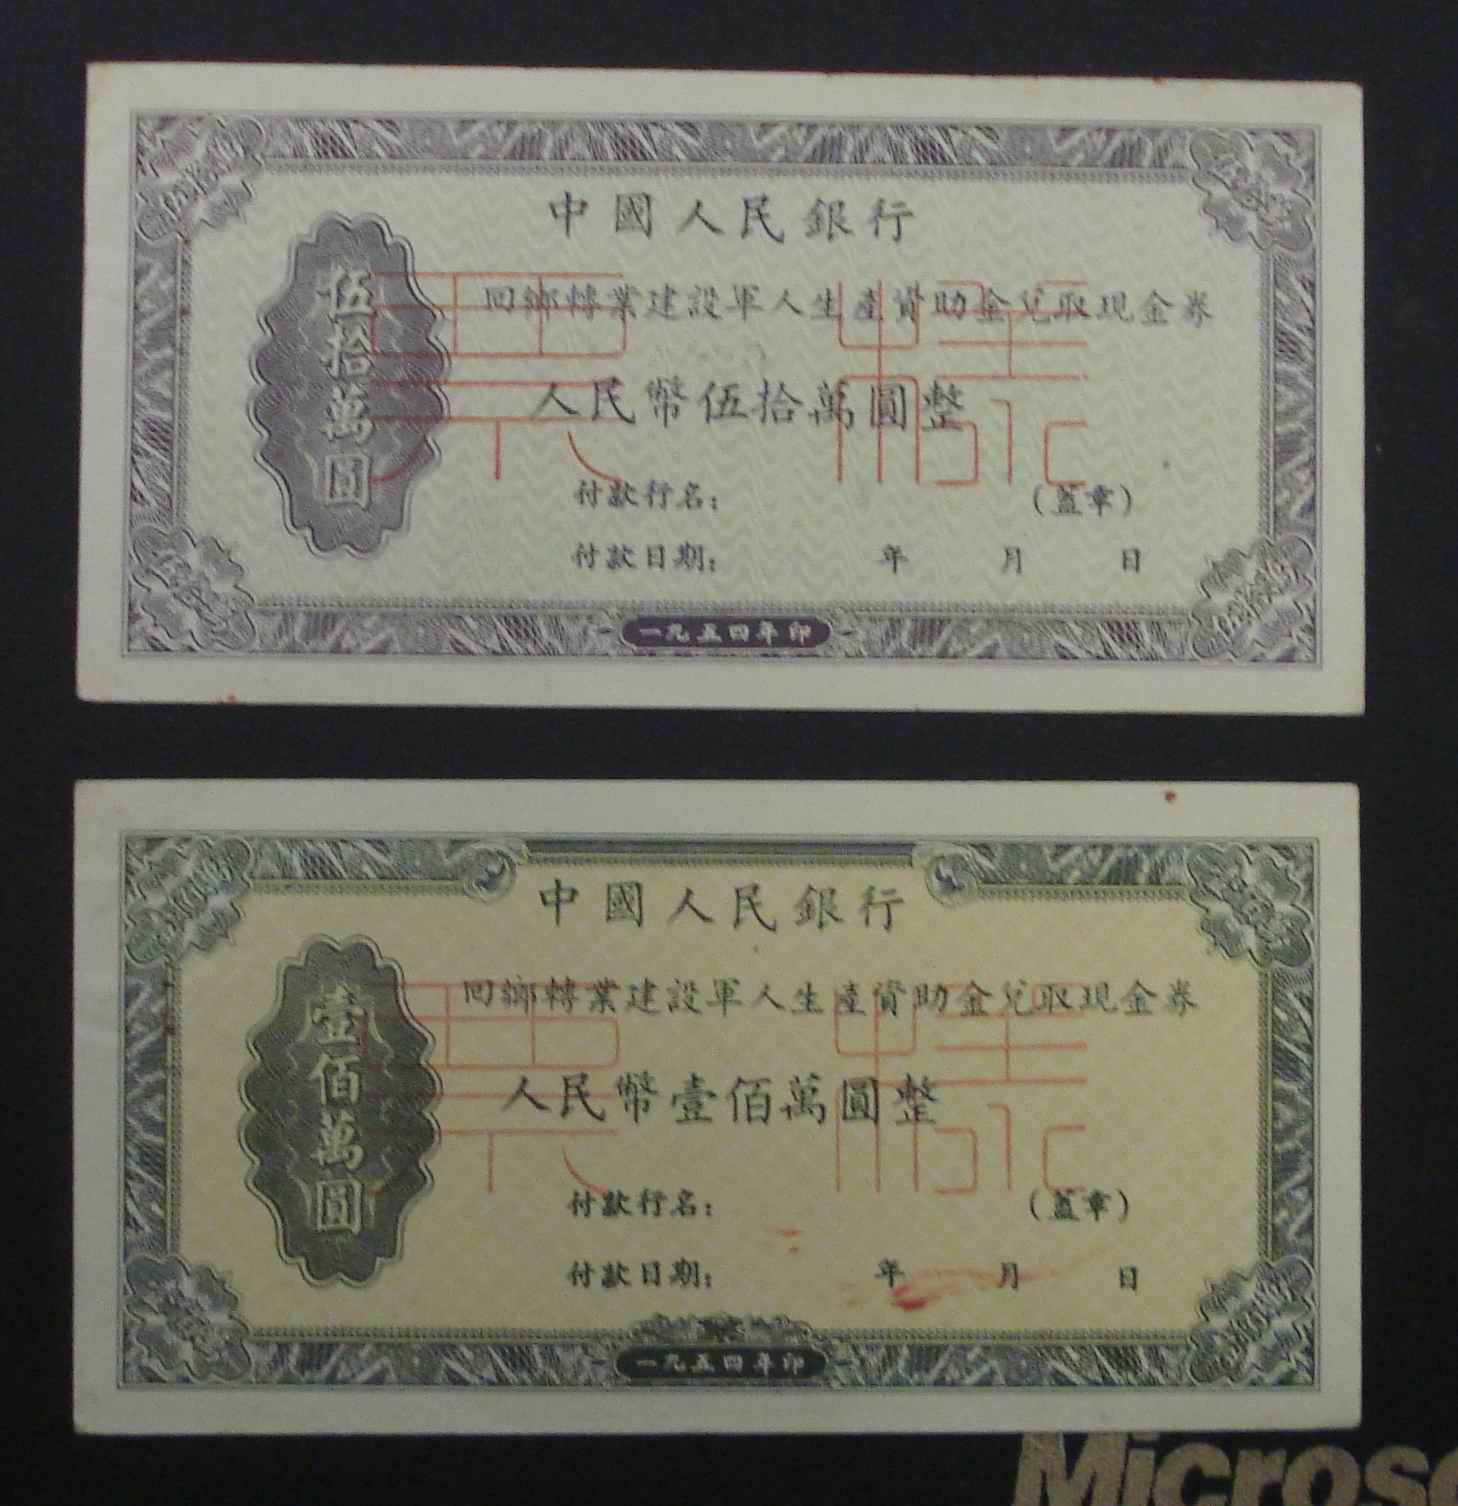 中國人民銀行
回鄉轉業建設軍人生產資助金兌取現金券
伍拾萬圓
人民幣伍拾萬圓整
票樣
付款行名：
（蓋章）
付款日期： 年 月 日
一九五四年印
中國人民銀行
回鄉轉業建設軍人生產資助金兌取現金券
壹佰萬圓
人民幣壹佰萬圓整
票樣
付款行名：
（蓋章）
付款日期： 年 月 日
一九五四年印